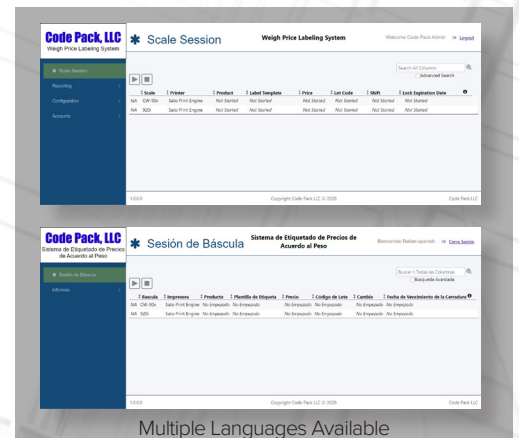 Code Pack, LLC
Weigh Price Labeling System
Scale Session
Weigh Price Labeling System
Welcome Code Pack Admin
Logout
Scale Session
Reporting
Configuration
Accounts
Search All Columns
Advanced Search
Scale Printer Product Label Template Price Lot Code Shift Lock Expiration Date
NA CW-90x Sato Print Engine Not Started Not Started Not Started Not Started Not Started Not Started
NA 920i Sato Print Engine Not Started Not Started Not Started Not Started Not Started Not Started
1.0.0.0
Copyright Code Pack LLC © 2020
Code Pack LLC
Code Pack, LLC
Sistema de Etiquetado de Precios
de Acuerdo al Peso
Sesión de Báscula
Sistema de Etiquetado de Precios de
Acuerdo al Peso
Bienvenido
Cerra Sesion
Sesión de Báscula
Informes
Buscar n Todas las Columnas
Búsqueda Avanzada
Bascula Impresora Producto Plantilla de Etiqueta Precio Código de Lote Cambio Fecha de Vencimiento de la Cerradura
NA CW-90x Sato Print Engine No Empezado No Empezado No Empezado No Empezado No Empezado No Empezado
NA 920i Sato Print Engine No Empezado No Empezado No Empezado No Empezado No Empezado No Empezado
1.0.0.0
Copyright Code Pack LLC © 2020
Code Pack LLC
Multiple Languages Available